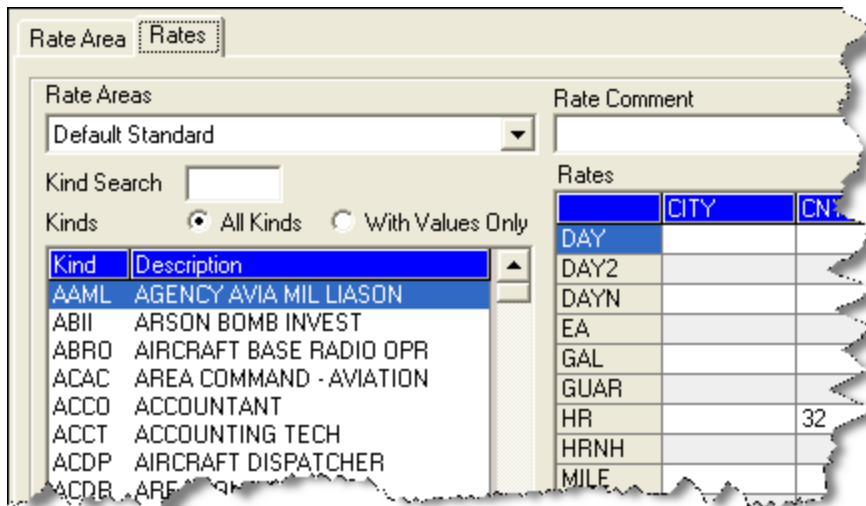 Rate Area Rates
Rate Areas
Default Standard
Kind Search
Kinds All Kinds With Values Only
Kind Description
AAML AGENCY AVIA MIL LIASON
ABII ARSON BOMB INVEST
ABRO AIRCRAFT BASE RADIO OPR
ACAC AREA COMMAND - AVIATION
ACCO ACCOUNTANT
ACCT ACCOUNTING TECH
ACDP AIRCRAFT DISPATCHER
Rate Comment
Rates
CITY
DAY
DAY2
DAYN
EA
GAL
GUAR
HR 32
HRNH
MILE